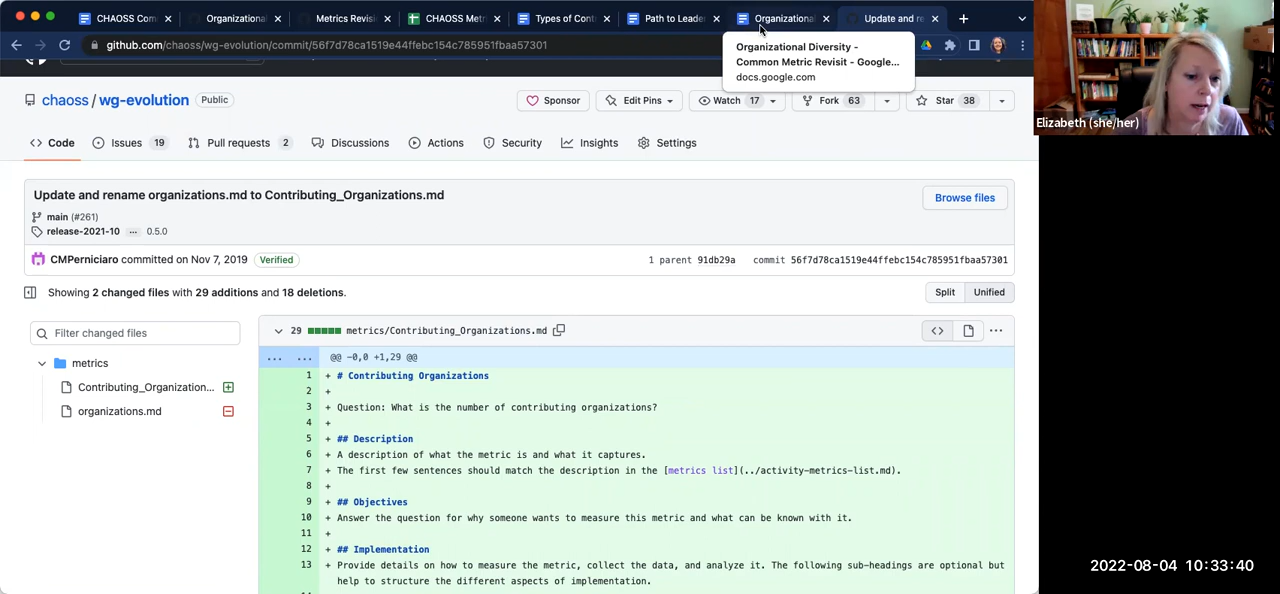 CHAOSS Com
Organizational
Metrics Revisi
CHAOSS Met
Types of Cont
Path to Leade
Organizational
Update and re
github.com/chaoss/wg-evolution/commit/56f7d78ca1519e44ffebc154c785951fbaa57301
Organizational Diversity -
Common Metric Revisit - Google...
docs.google.com
chaoss / wg-evolution
Public
Sponsor
Edit Pins
Watch 17
Fork 63
Star 38
Code
Issues 19
Pull requests 2
Discussions
Actions
Security
Insights
Settings
Elizabeth (she/her)
Update and rename organizations.md to Contributing_Organizations.md
Browse files
main (#261)
release-2021-10 ... 0.5.0
CMPerniciaro committed on Nov 7, 2019 Verified
1 parent 91db29a commit 56f7d78ca1519e44ffebc154c785951fbaa57301
Showing 2 changed files with 29 additions and 18 deletions.
Split Unified
Filter changed files
metrics
Contributing_Organization...
organizations.md
29 metrics/Contributing_Organizations.md
... ... @@ -0,0 +1,29 @@
1 + # Contributing Organizations
2 +
3 + Question: What is the number of contributing organizations?
4 +
5 + ## Description
6 + A description of what the metric is and what it captures.
7 + The first few sentences should match the description in the [metrics list](../activity-metrics-list.md).
8 +
9 + ## Objectives
10 + Answer the question for why someone wants to measure this metric and what can be known with it.
11 +
12 + ## Implementation
13 + Provide details on how to measure the metric, collect the data, and analyze it. The following sub-headings are optional but
help to structure the different aspects of implementation.
2022-08-04 10:33:40